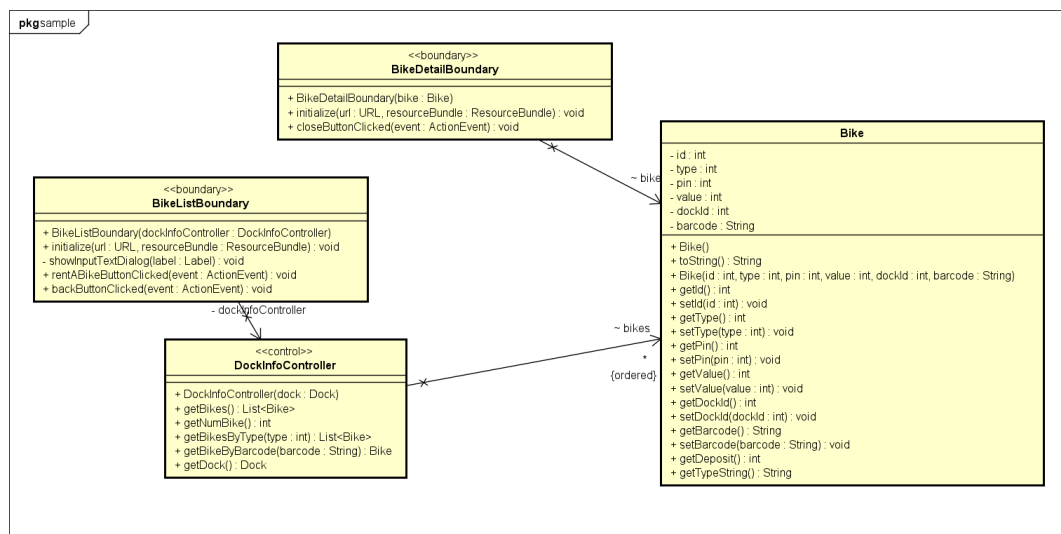 pkg sample
<<boundary>>
BikeDetailBoundary
+ BikeDetailBoundary(bike : Bike)
+ initialize(url : URL, resourceBundle : ResourceBundle) : void
+ closeButtonClicked(event : ActionEvent) : void
~ bike
<<boundary>>
BikeListBoundary
+ BikeListBoundary(dockInfoController : DockInfoController)
+ initialize(url : URL, resourceBundle : ResourceBundle) : void
- showInputTextDialog(label : Label) : void
+ rentABikeButtonClicked(event : ActionEvent) : void
+ backButtonClicked(event : ActionEvent) : void
- dockInfoController
<<control>>
DockInfoController
+ DockInfoController(dock : Dock)
+ getBikes() : List<Bike>
+ getNumBike() : int
+ getBikesByType(type : int) : List<Bike>
+ getBikeByBarcode(barcode : String) : Bike
+ getDock() : Dock
~ bikes
*
{ordered}
Bike
- id : int
- type : int
- pin : int
- value : int
- dockId : int
- barcode : String
+ Bike()
+ toString() : String
+ Bike(id : int, type : int, pin : int, value : int, dockId : int, barcode : String)
+ getId() : int
+ setId(id : int) : void
+ getType() : int
+ setType(type : int) : void
+ getPin() : int
+ setPin(pin : int) : void
+ getValue() : int
+ setValue(value : int) : void
+ getDockId() : int
+ setDockId(dockId : int) : void
+ getBarcode() : String
+ setBarcode(barcode : String) : void
+ getDeposit() : int
+ getTypeString() : String